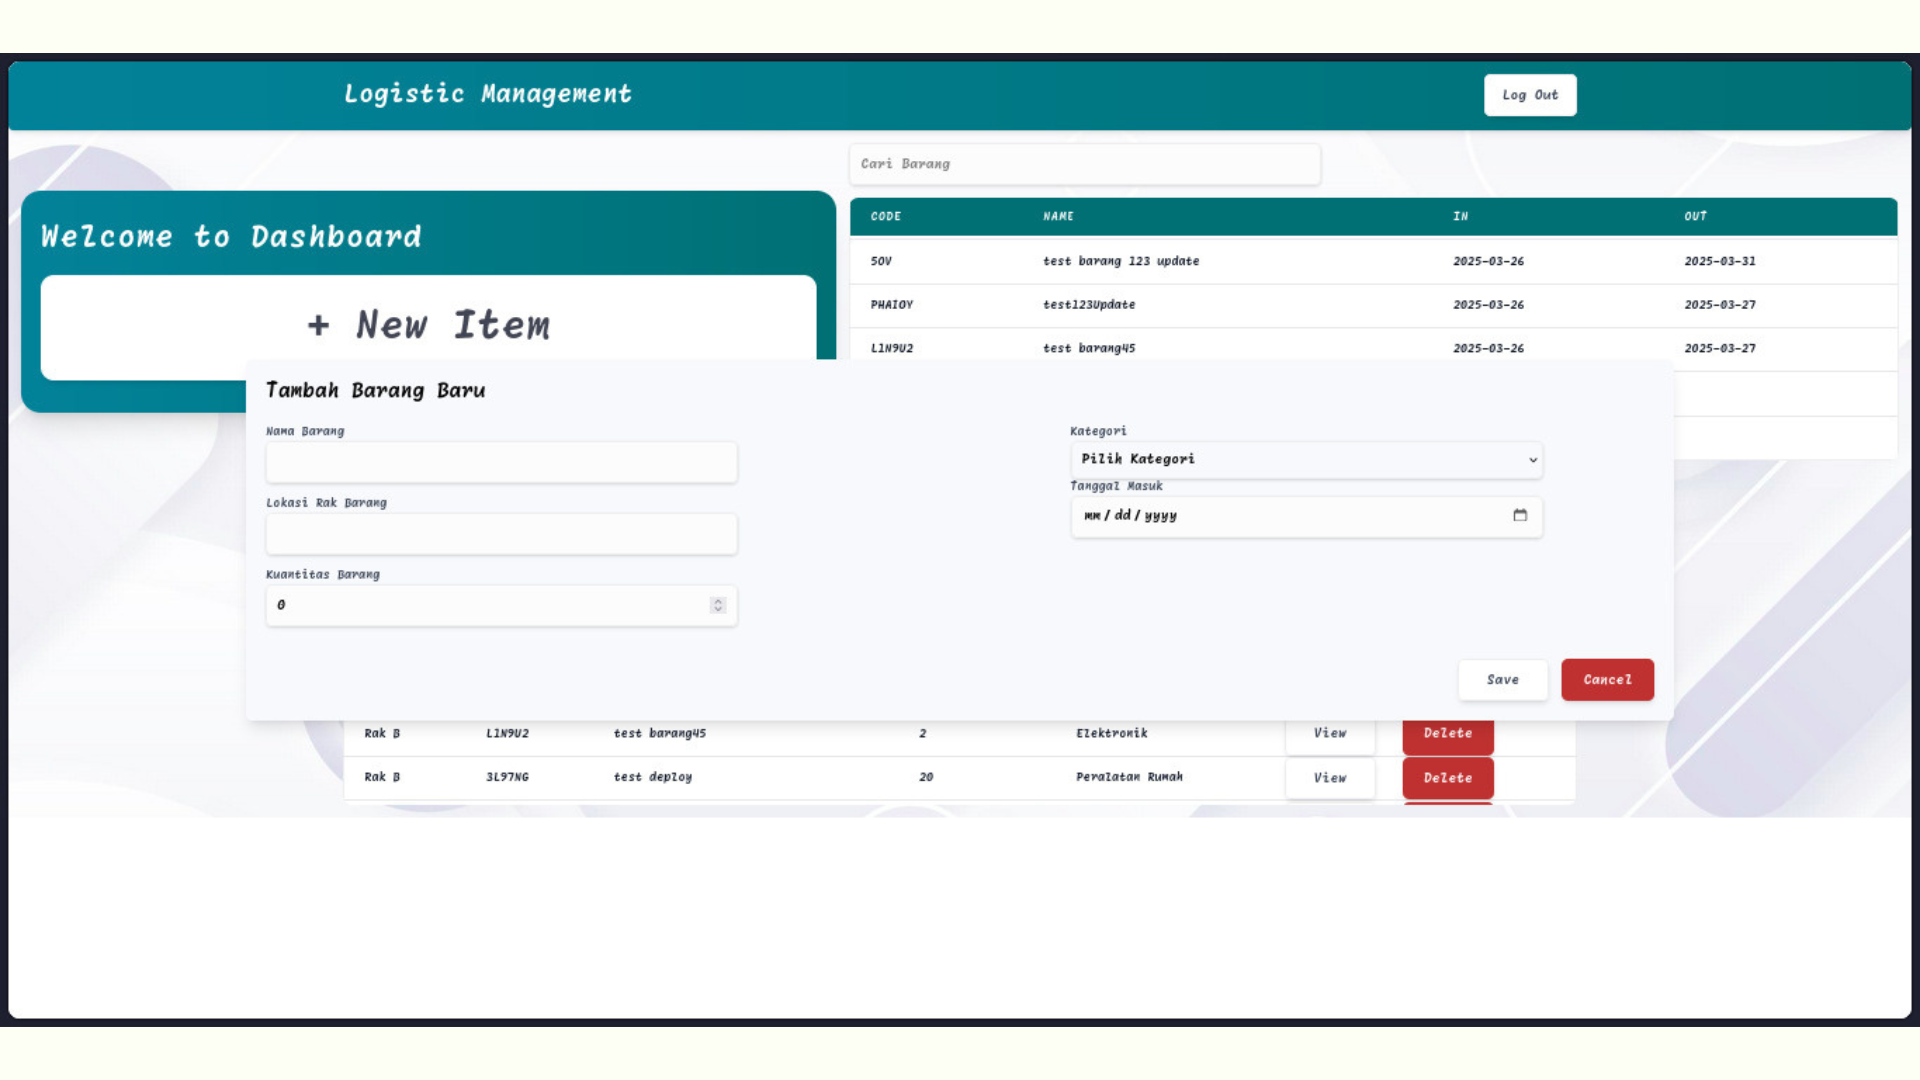 Logistic Management
Log Out
Cari Barang
Welcome to Dashboard
+ New Item
CODE NAME IN OUT
5OV test barang 123 update 2025-03-26 2025-03-31
PHAIOY test123Update 2025-03-26 2025-03-27
L1N9U2 test barang45 2025-03-26 2025-03-27
Tambah Barang Baru
Nama Barang
Kategori
Pilih Kategori
Lokasi Rak Barang
Tanggal Masuk
mm/dd/yyyy
Kuantitas Barang
0
Save Cancel
Rak B L1N9U2 test barang45 2 Elektronik View Delete
Rak B 3L97NG test deploy 20 Peralatan Rumah View Delete